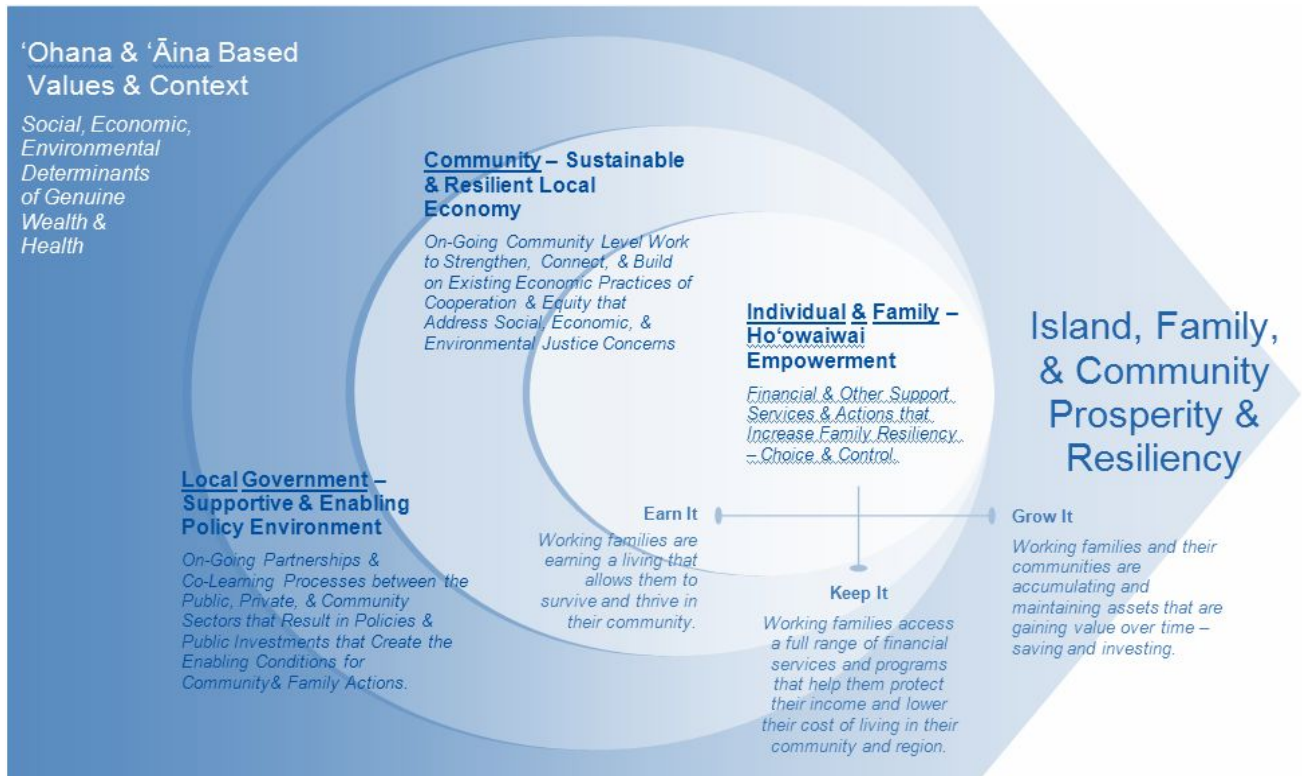 ʻOhana & ʻĀina Based
Values & Context
Social, Economic,
Environmental
Determinants
of Genuine
Wealth &
Health
Community – Sustainable
& Resilient Local
Economy
On-Going Community Level Work
to Strengthen, Connect, & Build
on Existing Economic Practices of
Cooperation & Equity that
Address Social, Economic, &
Environmental Justice Concerns
Individual & Family –
Hoʻowaiwai
Empowerment
Financial & Other Support
Services & Actions that
Increase Family Resiliency
– Choice & Control.
Island, Family,
& Community
Prosperity &
Resiliency
Local Government –
Supportive & Enabling
Policy Environment
On-Going Partnerships &
Co-Learning Processes between the
Public, Private, & Community
Sectors that Result in Policies &
Public Investments that Create the
Enabling Conditions for
Community& Family Actions.
Earn It
Working families are
earning a living that
allows them to
survive and thrive in
their community.
Keep It
Working families access
a full range of financial
services and programs
that help them protect
their income and lower
their cost of living in their
community and region.
Grow It
Working families and their
communities are
accumulating and
maintaining assets that are
gaining value over time –
saving and investing.